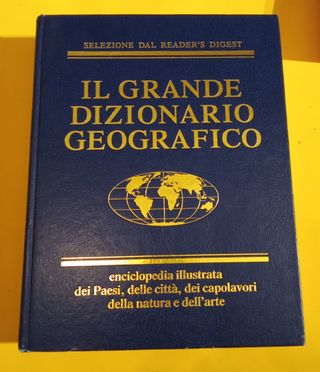 SELEZIONE DAL READER'S DIGEST
IL GRANDE
DIZIONARIO
GEOGRAFICO
enciclopedia illustrata
dei Paesi, delle città, dei capolavori
della natura e dell'arte